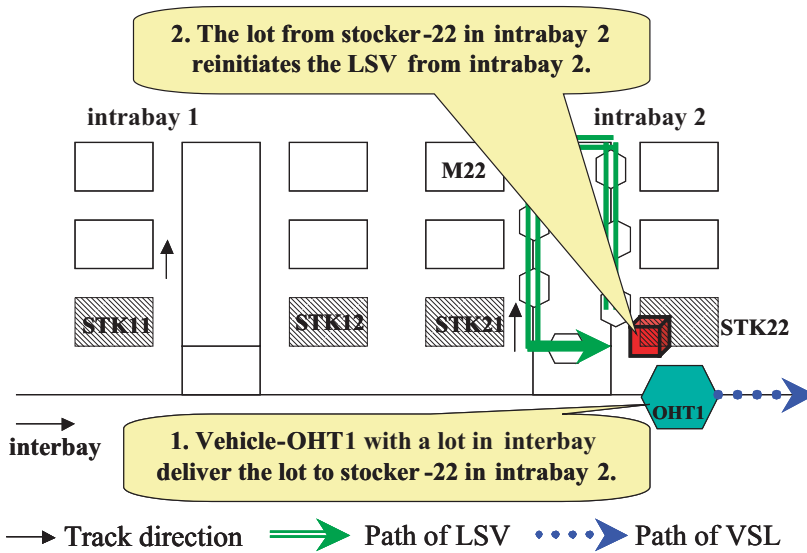 2. The lot from stocker-22 in intrabay 2
reinitiates the LSV from intrabay 2.
intrabay 1
intrabay 2
M22
STK11
STK12
STK21
STK22
OHT1
interbay
1. Vehicle-OHT1 with a lot in interbay
deliver the lot to stocker-22 in intrabay 2.
Track direction
Path of LSV
Path of VSL